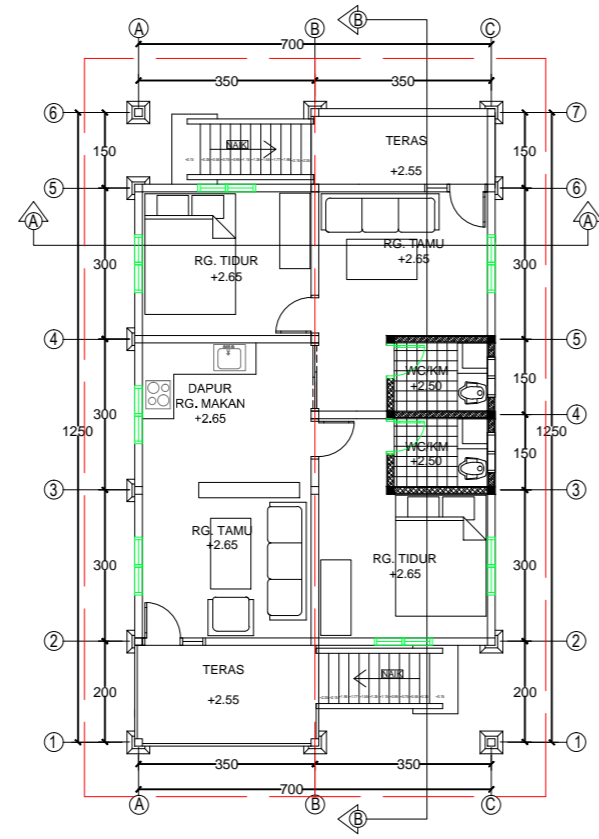 A
B
C
B
700
350
350
6
7
150
NAIK
TERAS
+2.55
150
5
6
A
A
RG. TIDUR
+2.65
RG. TAMU
+2.65
300
300
4
5
WC/KM
+2.50
150
DAPUR
RG. MAKAN
+2.65
300
4
1250
1250
WC/KM
+2.50
150
3
3
RG. TAMU
+2.65
RG. TIDUR
+2.65
300
300
2
2
TERAS
+2.55
NAIK
200
200
1
1
350
350
700
A
B
C
B